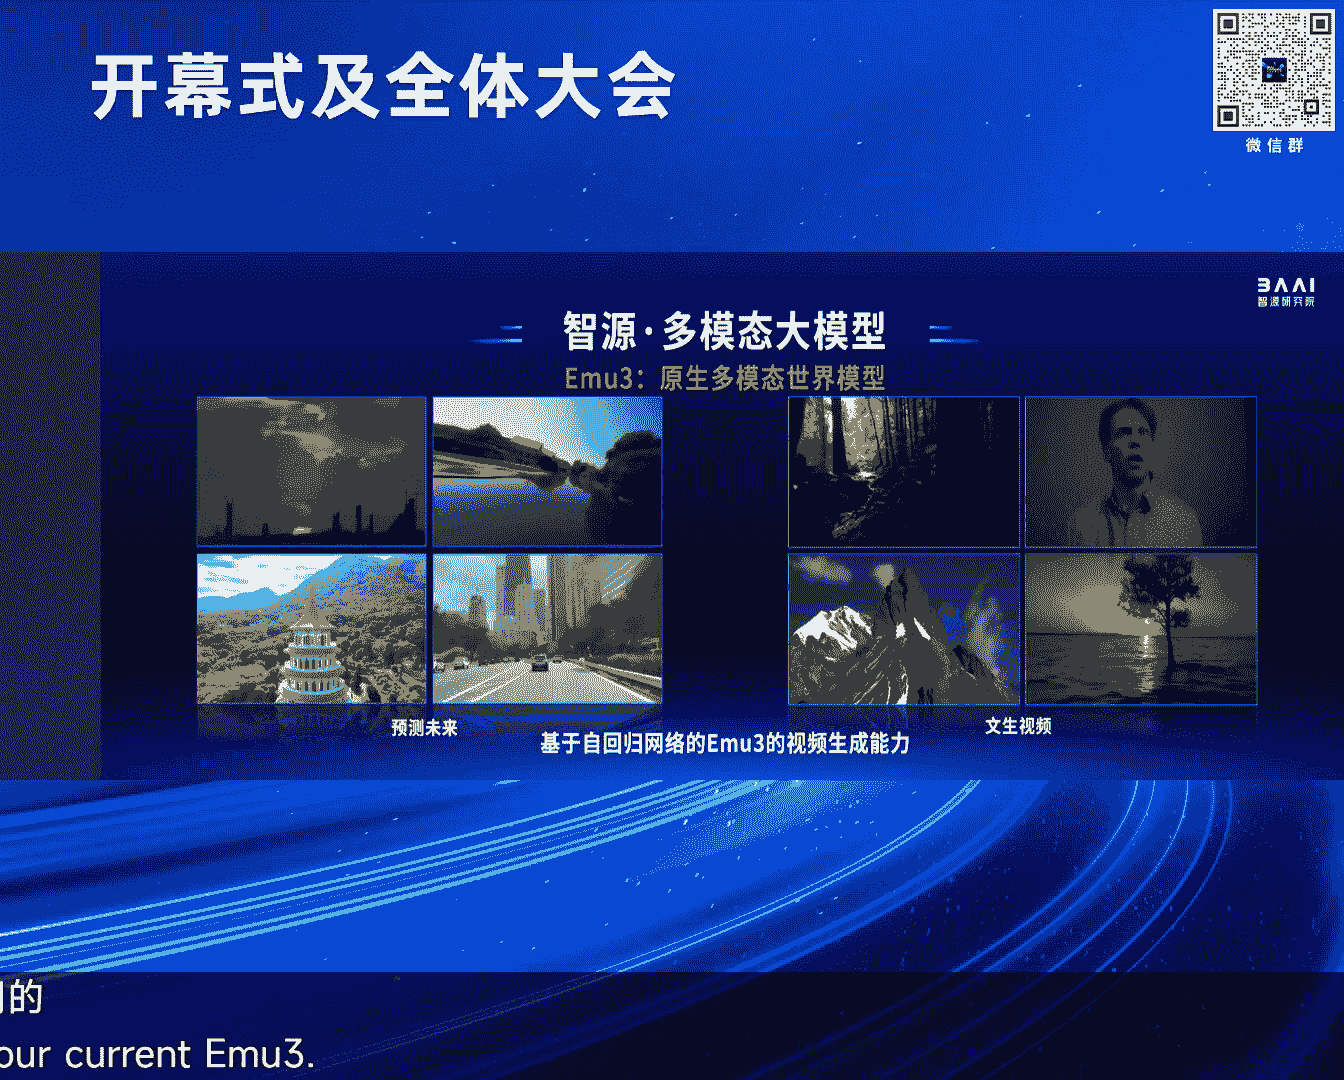 开幕式及全体大会
微信群
BAAI
智源研究院
智源·多模态大模型
Emu3：原生多模态世界模型
预测未来
文生视频
基于自回归网络的Emu3的视频生成能力
的
our current Emu3.